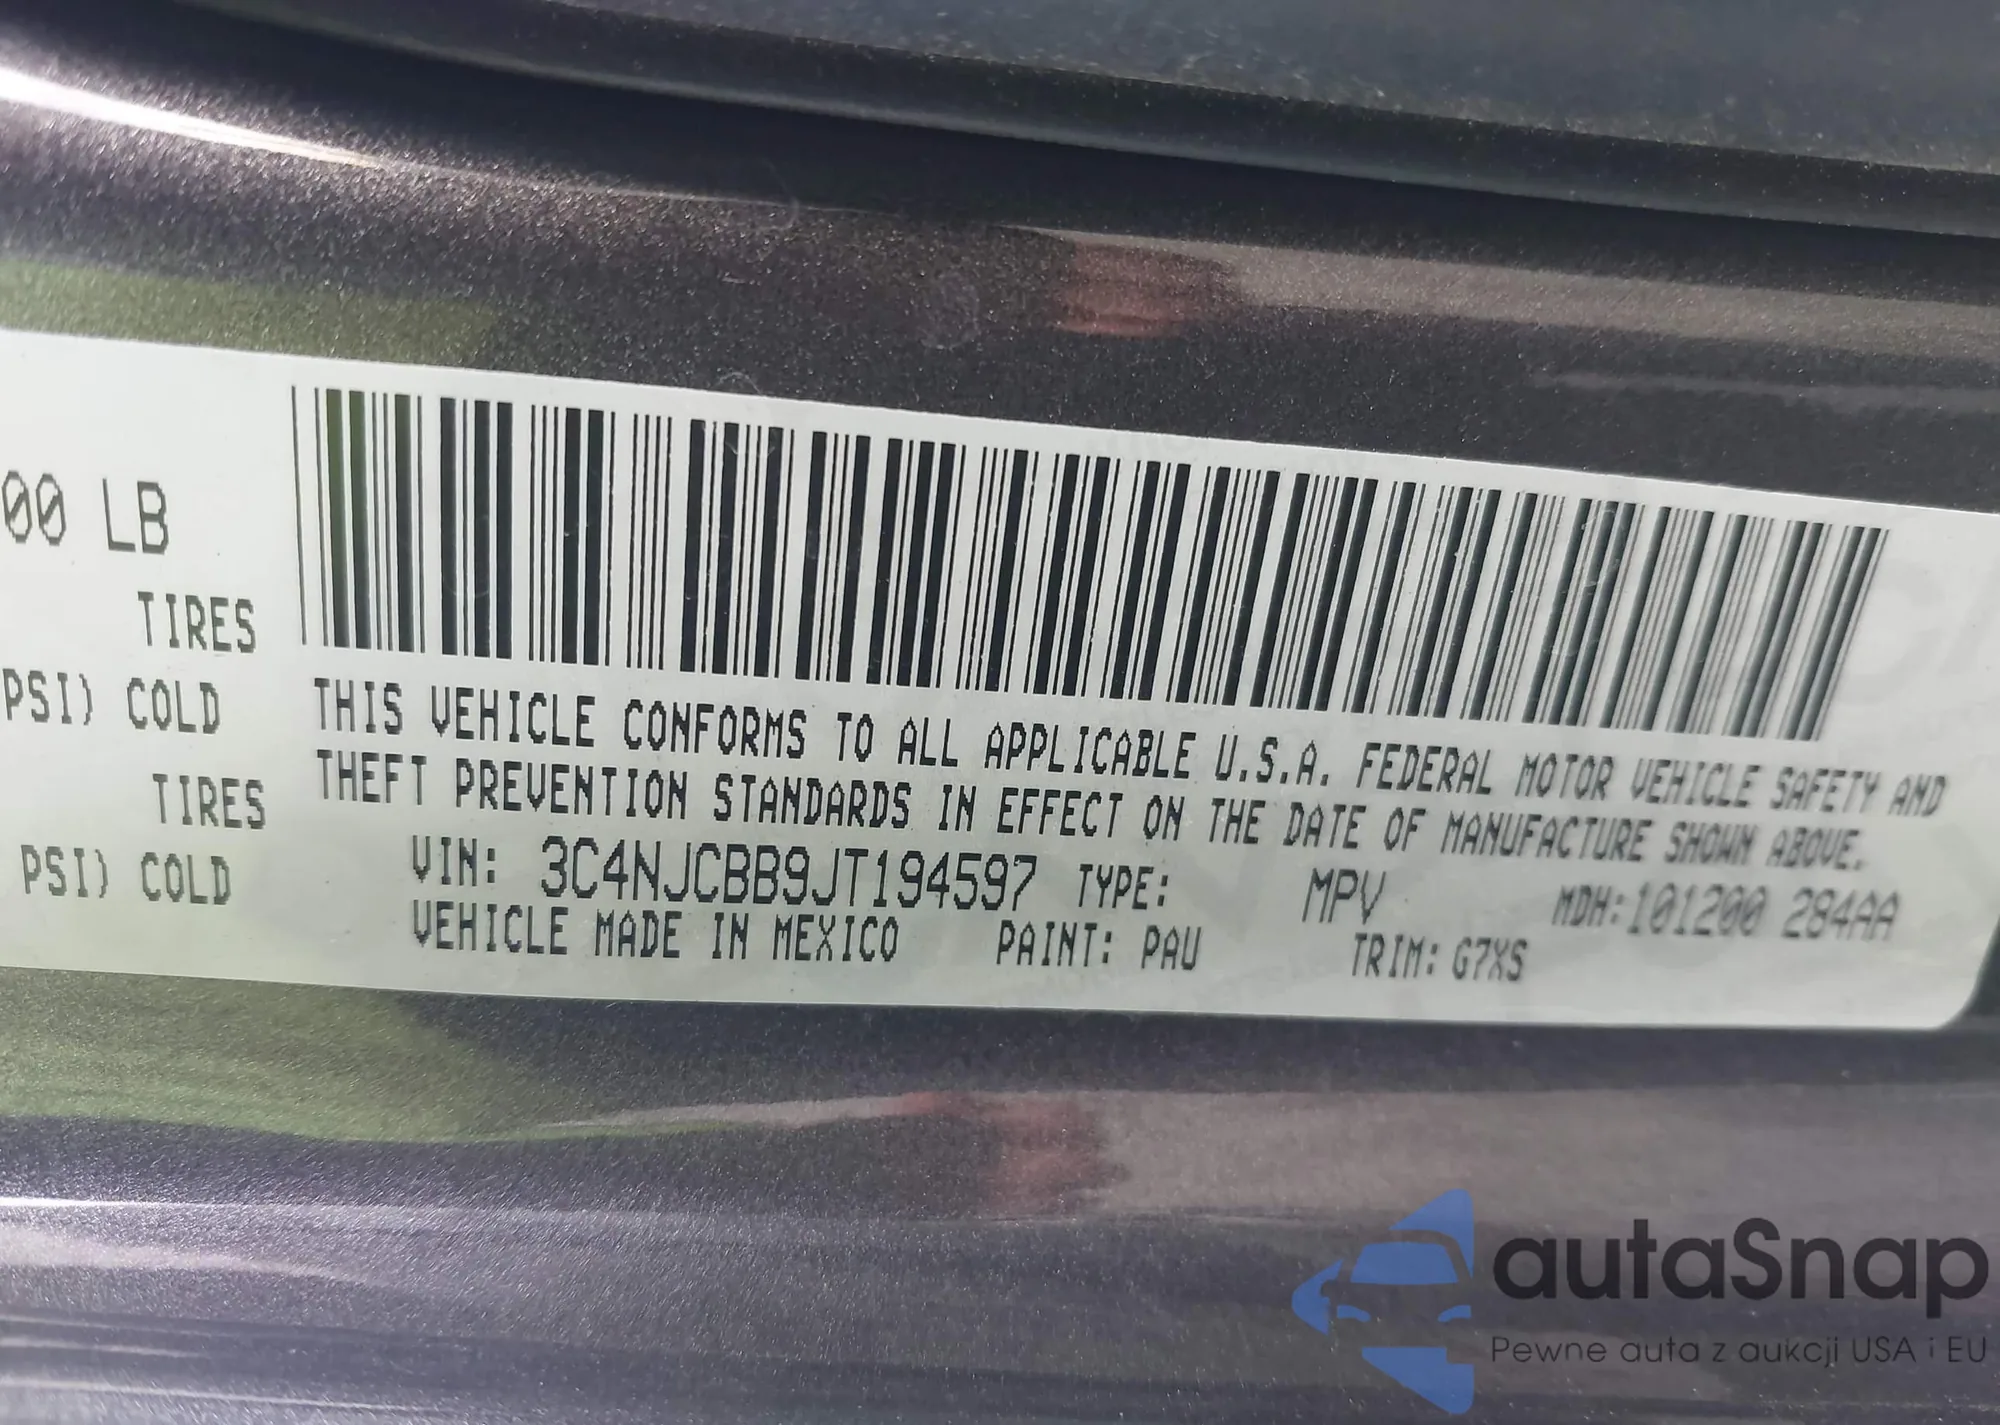 00 LB
TIRES
PSI) COLD
TIRES
PSI) COLD
THIS VEHICLE CONFORMS TO ALL APPLICABLE U.S.A. FEDERAL MOTOR VEHICLE SAFETY AND
THEFT PREVENTION STANDARDS IN EFFECT ON THE DATE OF MANUFACTURE SHOWN ABOVE.
VIN: 3C4NJCBB9JT194597 TYPE: MPV MDH:101200 284AA
VEHICLE MADE IN MEXICO PAINT: PAU TRIM: G7XS
autaSnap
Pewne auta z aukcji USA i EU